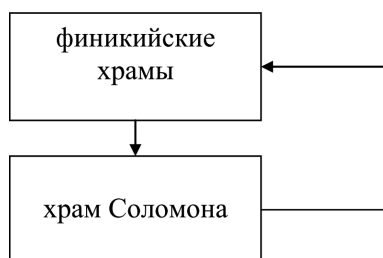 финикийские
храмы
храм Соломона